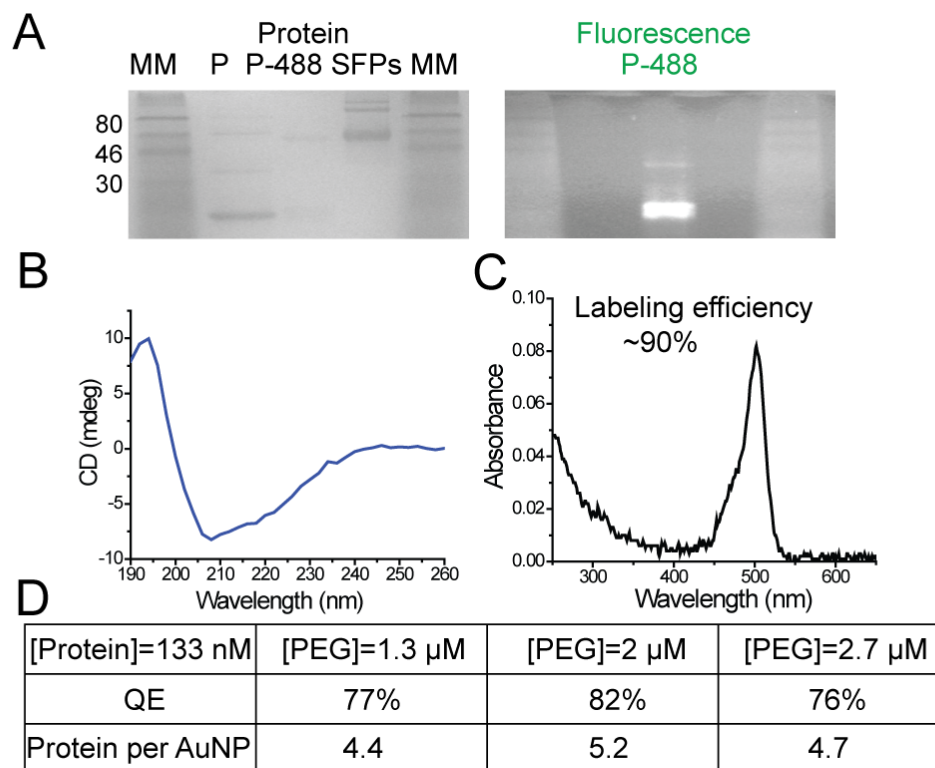 A
Protein
MM P P-488 SFPs MM
Fluorescence
P-488
80
46
30
B
CD (mdeg)
10
5
0
-5
-10
190 200 210 220 230 240 250 260
Wavelength (nm)
C
Labeling efficiency
~90%
Absorbance
0.10
0.08
0.06
0.04
0.02
0.00
300 400 500 600
Wavelength (nm)
D
[Protein]=133 nM [PEG]=1.3 µM [PEG]=2 µM [PEG]=2.7 µM
QE 77% 82% 76%
Protein per AuNP 4.4 5.2 4.7